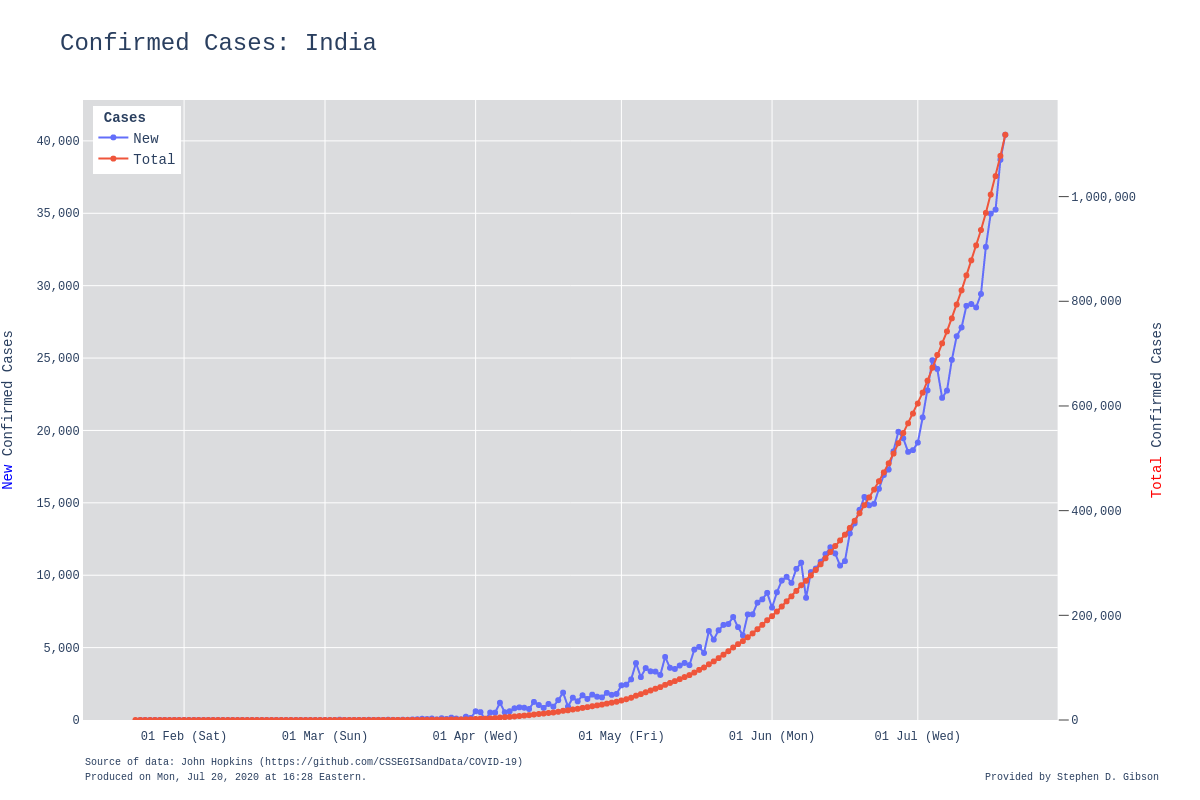 Confirmed Cases: India
Cases
New
Total
40,000
35,000
30,000
25,000
20,000
15,000
10,000
5,000
0
New Confirmed Cases
1,000,000
800,000
600,000
400,000
200,000
0
Total Confirmed Cases
01 Feb (Sat) 01 Mar (Sun) 01 Apr (Wed) 01 May (Fri) 01 Jun (Mon) 01 Jul (Wed)
Source of data: John Hopkins (https://github.com/CSSEGISandData/COVID-19)
Produced on Mon, Jul 20, 2020 at 16:28 Eastern.
Provided by Stephen D. Gibson